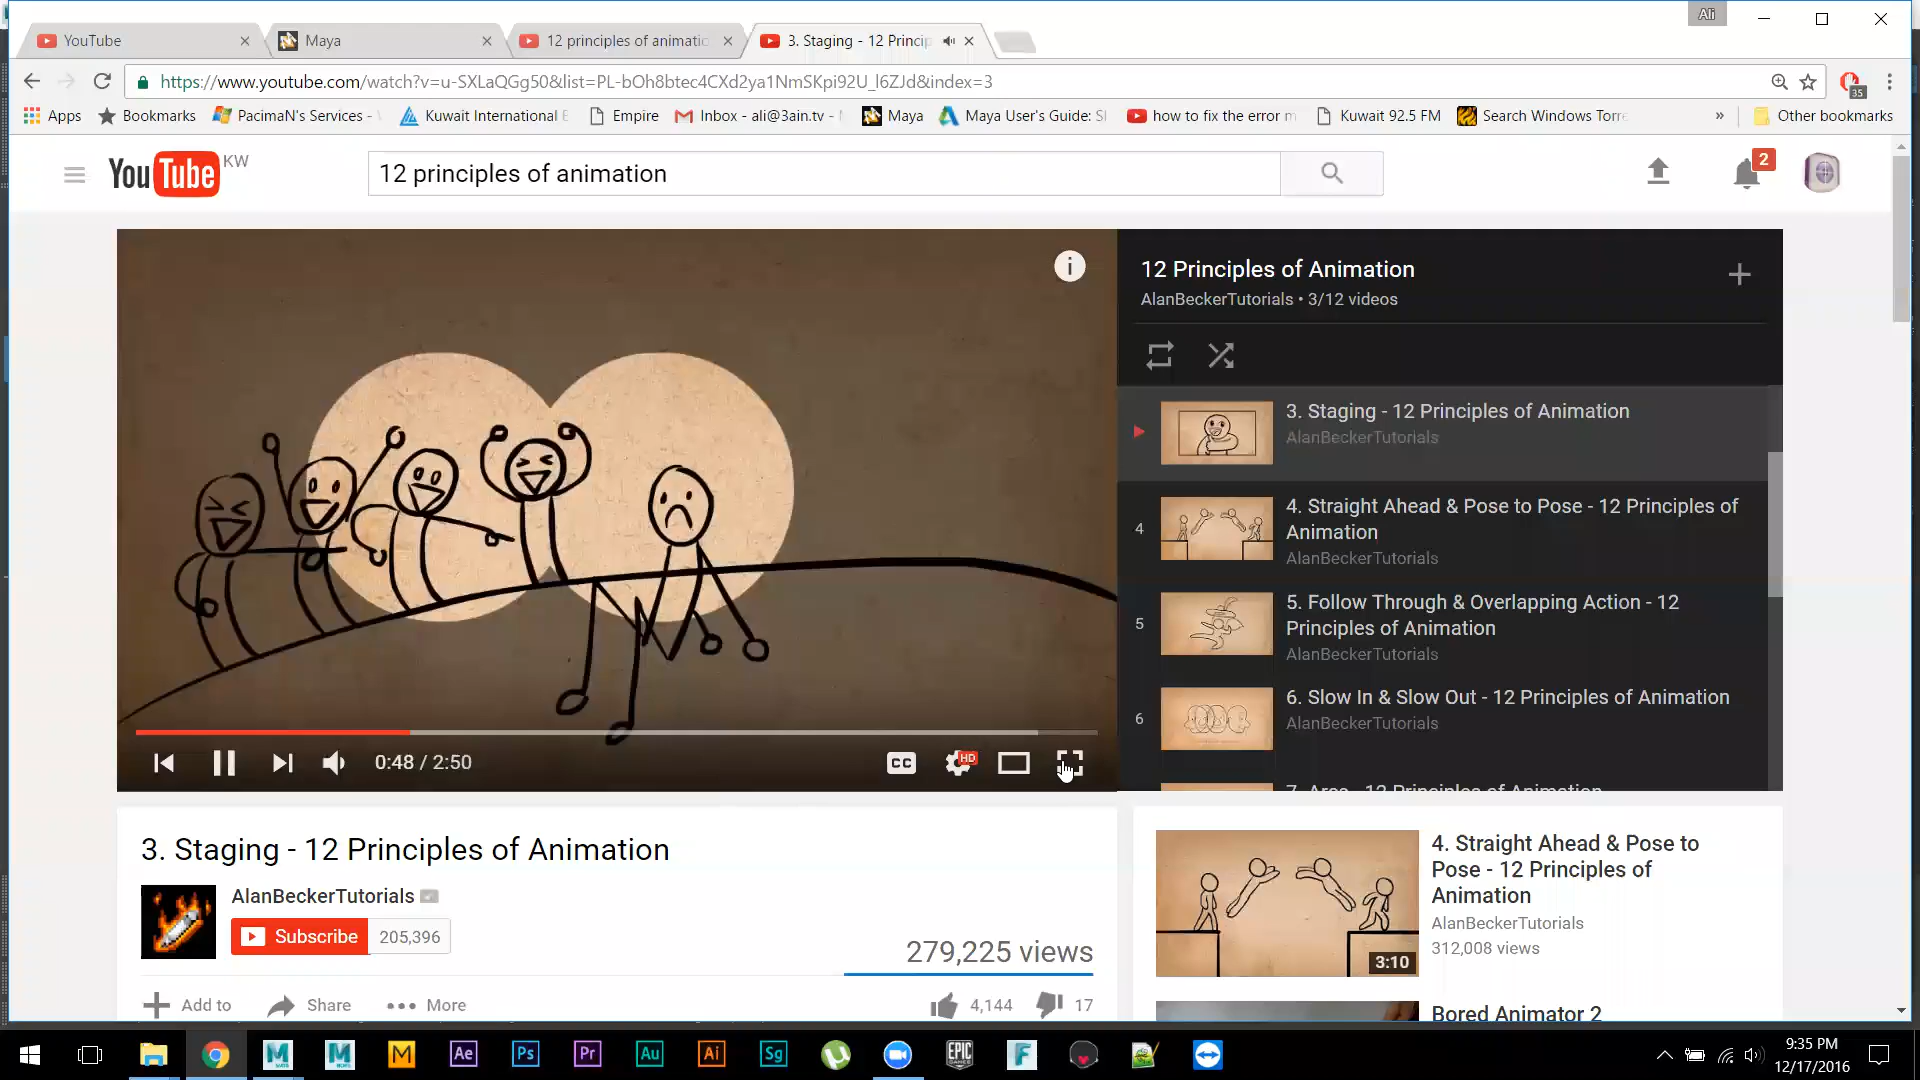 Ali
YouTube
Maya
12 principles of animatic
3. Staging - 12 Princip
https://www.youtube.com/watch?v=u-SXLaQGg50&list=PL-bOh8btec4CXd2ya1NmSKpi92U_l6ZJd&index=3
35
Apps
Bookmarks
PacimaN's Services -
Kuwait International
Empire
Inbox - ali@3ain.tv -
Maya
Maya User's Guide:
how to fix the error
Kuwait 92.5 FM
Search Windows
»
Other bookmarks
YouTube KW
12 principles of animation
2
12 Principles of Animation
AlanBeckerTutorials • 3/12 videos
3. Staging - 12 Principles of Animation
AlanBeckerTutorials
4
4. Straight Ahead & Pose to Pose - 12 Principles of
Animation
AlanBeckerTutorials
5
5. Follow Through & Overlapping Action - 12
Principles of Animation
AlanBeckerTutorials
6
6. Slow In & Slow Out - 12 Principles of Animation
AlanBeckerTutorials
7. Arcs - 12 Principles of Animation
i
0:48 / 2:50
CC
HD
3. Staging - 12 Principles of Animation
AlanBeckerTutorials
Subscribe
205,396
279,225 views
Add to
Share
More
4,144
17
4. Straight Ahead & Pose to
Pose - 12 Principles of
Animation
AlanBeckerTutorials
312,008 views
3:10
Bored Animator 2
M
M
M
Ae
Ps
Pr
Au
Ai
Sg
EPIC
F
9:35 PM
12/17/2016